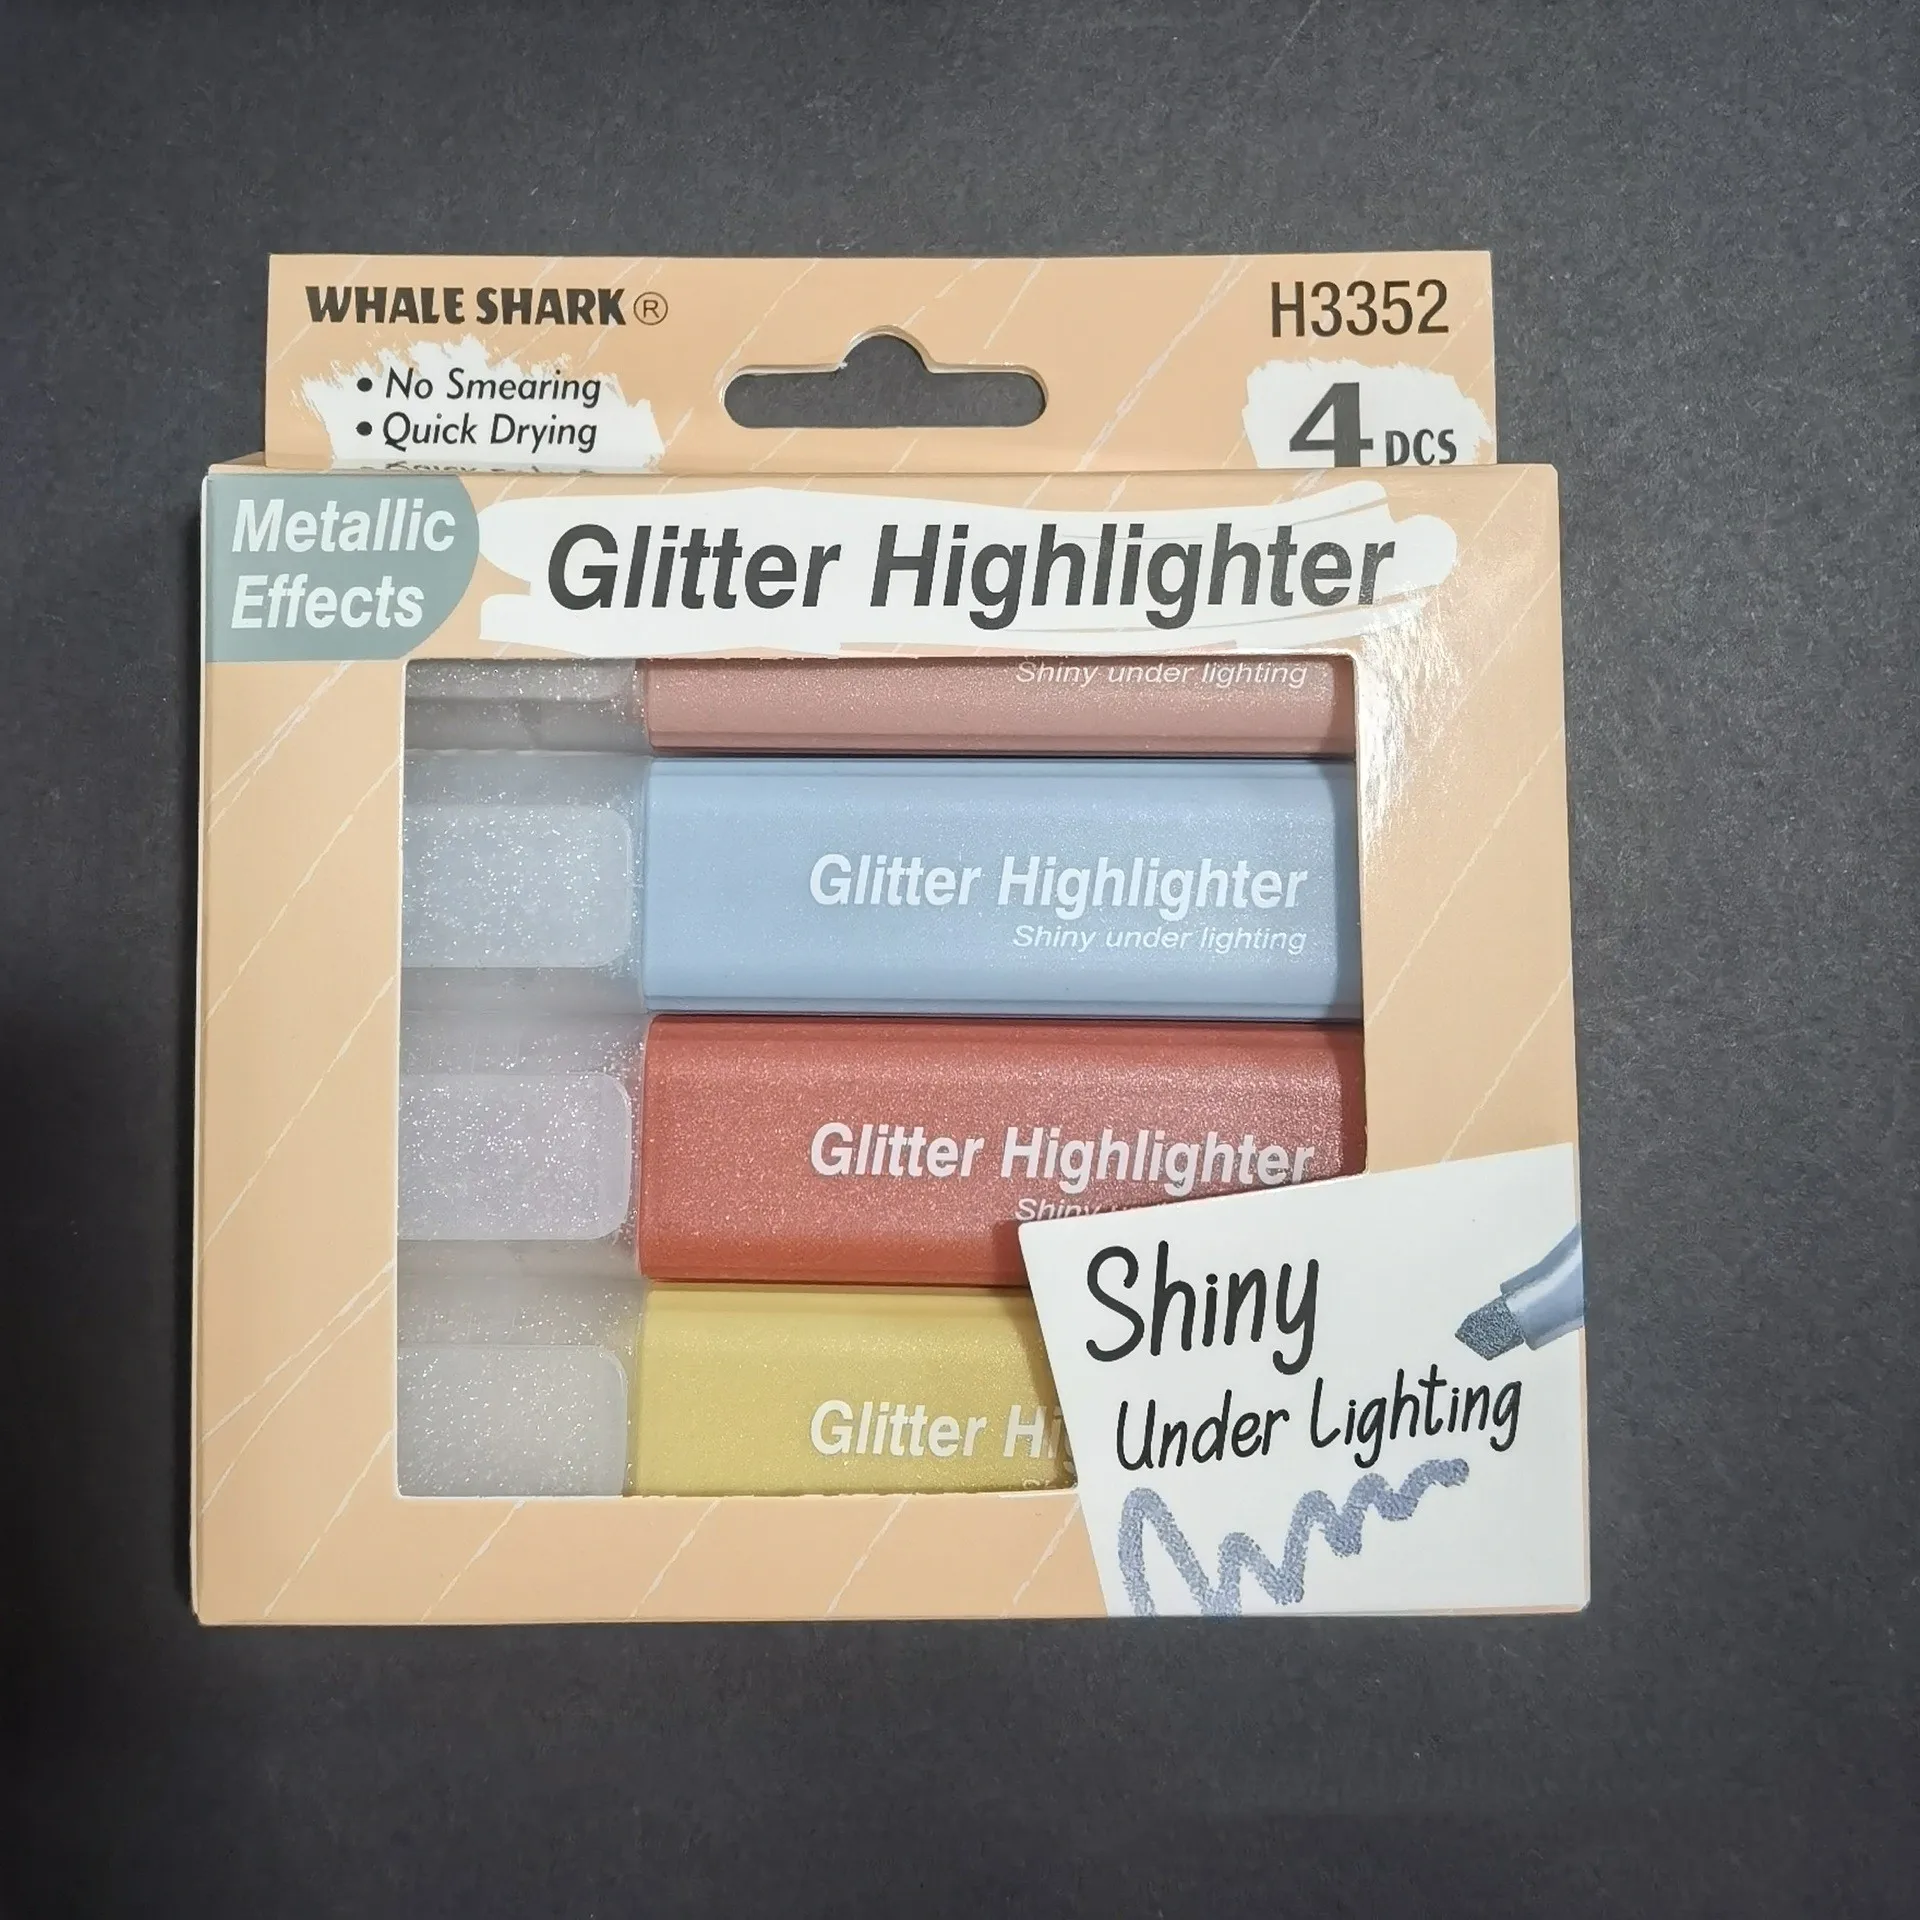 WHALE SHARK ®
H3352
• No Smearing
• Quick Drying
4 PCS
Metallic
Effects
Glitter Highlighter
Shiny under lighting
Glitter Highlighter
Shiny under lighting
Glitter Highlighter
Shiny
Glitter
Shiny
Under Lighting